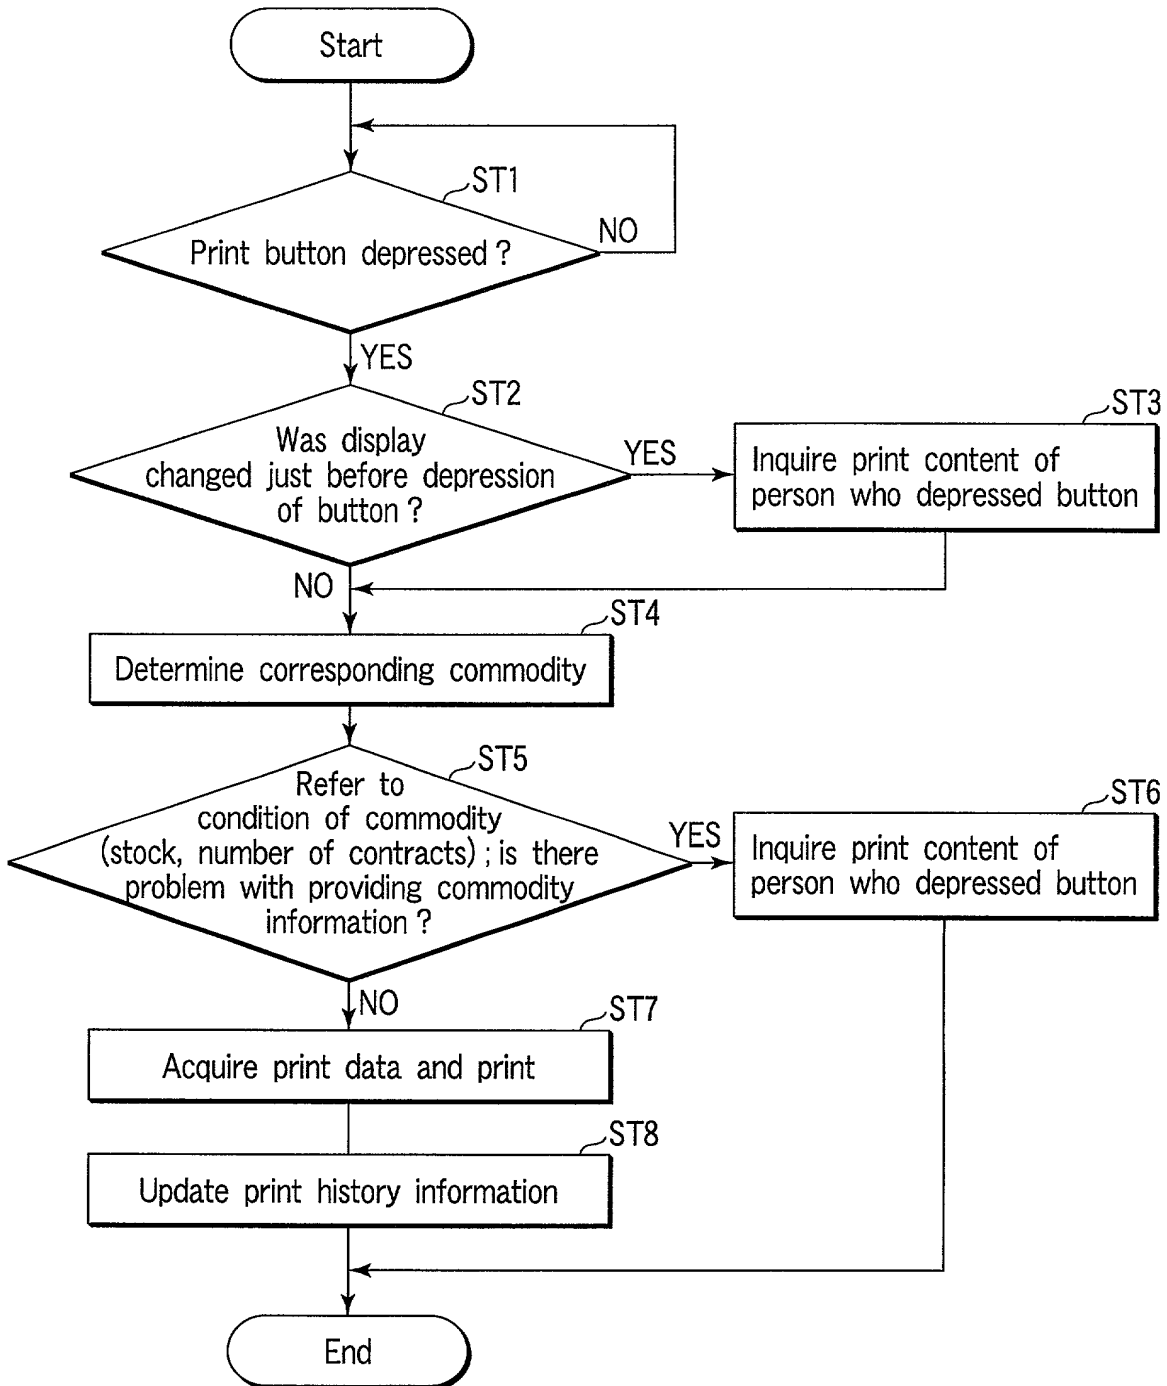 Start
ST1
Print button depressed ?
NO
YES
ST2
Was display
changed just before depression
of button ?
YES
ST3
Inquire print content of
person who depressed button
NO
ST4
Determine corresponding commodity
ST5
Refer to
condition of commodity
(stock, number of contracts) ; is there
problem with providing commodity
information ?
YES
ST6
Inquire print content of
person who depressed button
NO
ST7
Acquire print data and print
ST8
Update print history information
End